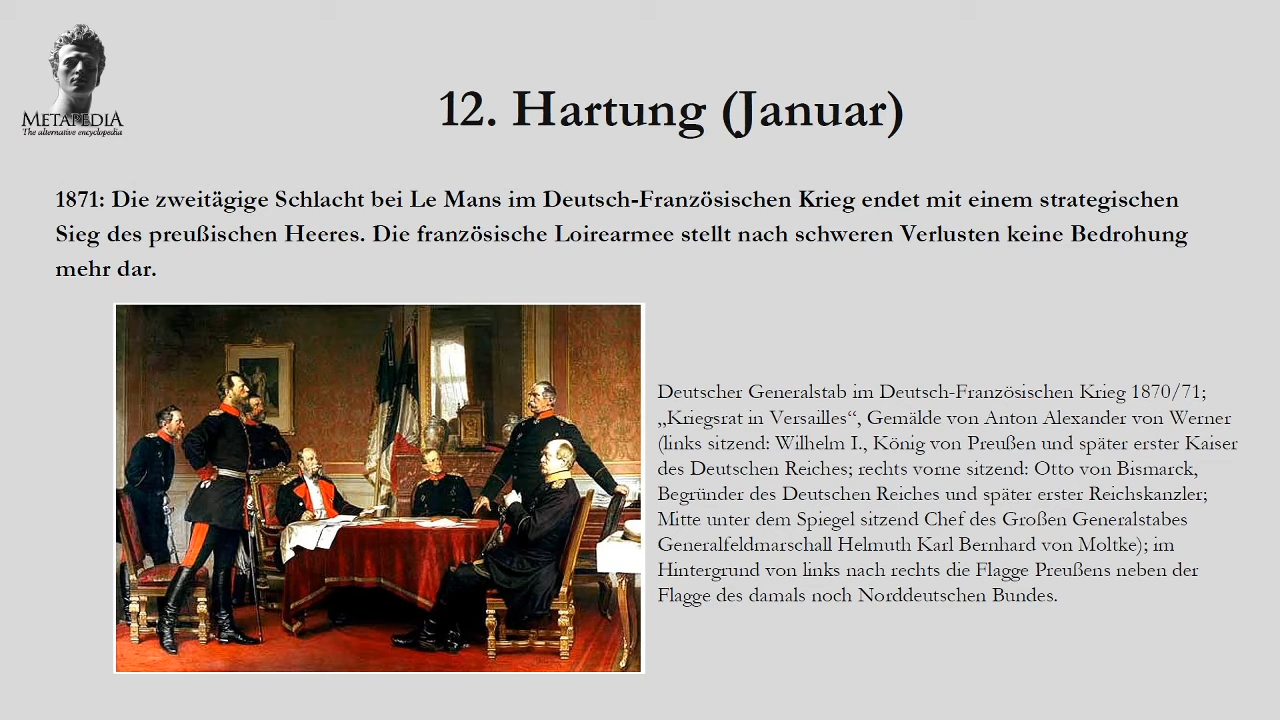 METAPEDIA
The alternative encyclopedia
12. Hartung (Januar)
1871: Die zweitägige Schlacht bei Le Mans im Deutsch-Französischen Krieg endet mit einem strategischen
Sieg des preußischen Heeres. Die französische Loirearmee stellt nach schweren Verlusten keine Bedrohung
mehr dar.
Deutscher Generalstab im Deutsch-Französischen Krieg 1870/71;
„Kriegsrat in Versailles“, Gemälde von Anton Alexander von Werner
(links sitzend: Wilhelm I., König von Preußen und später erster Kaiser
des Deutschen Reiches; rechts vorne sitzend: Otto von Bismarck,
Begründer des Deutschen Reiches und später erster Reichskanzler;
Mitte unter dem Spiegel sitzend Chef des Großen Generalstabes
Generalfeldmarschall Helmuth Karl Bernhard von Moltke); im
Hintergrund von links nach rechts die Flagge Preußens neben der
Flagge des damals noch Norddeutschen Bundes.